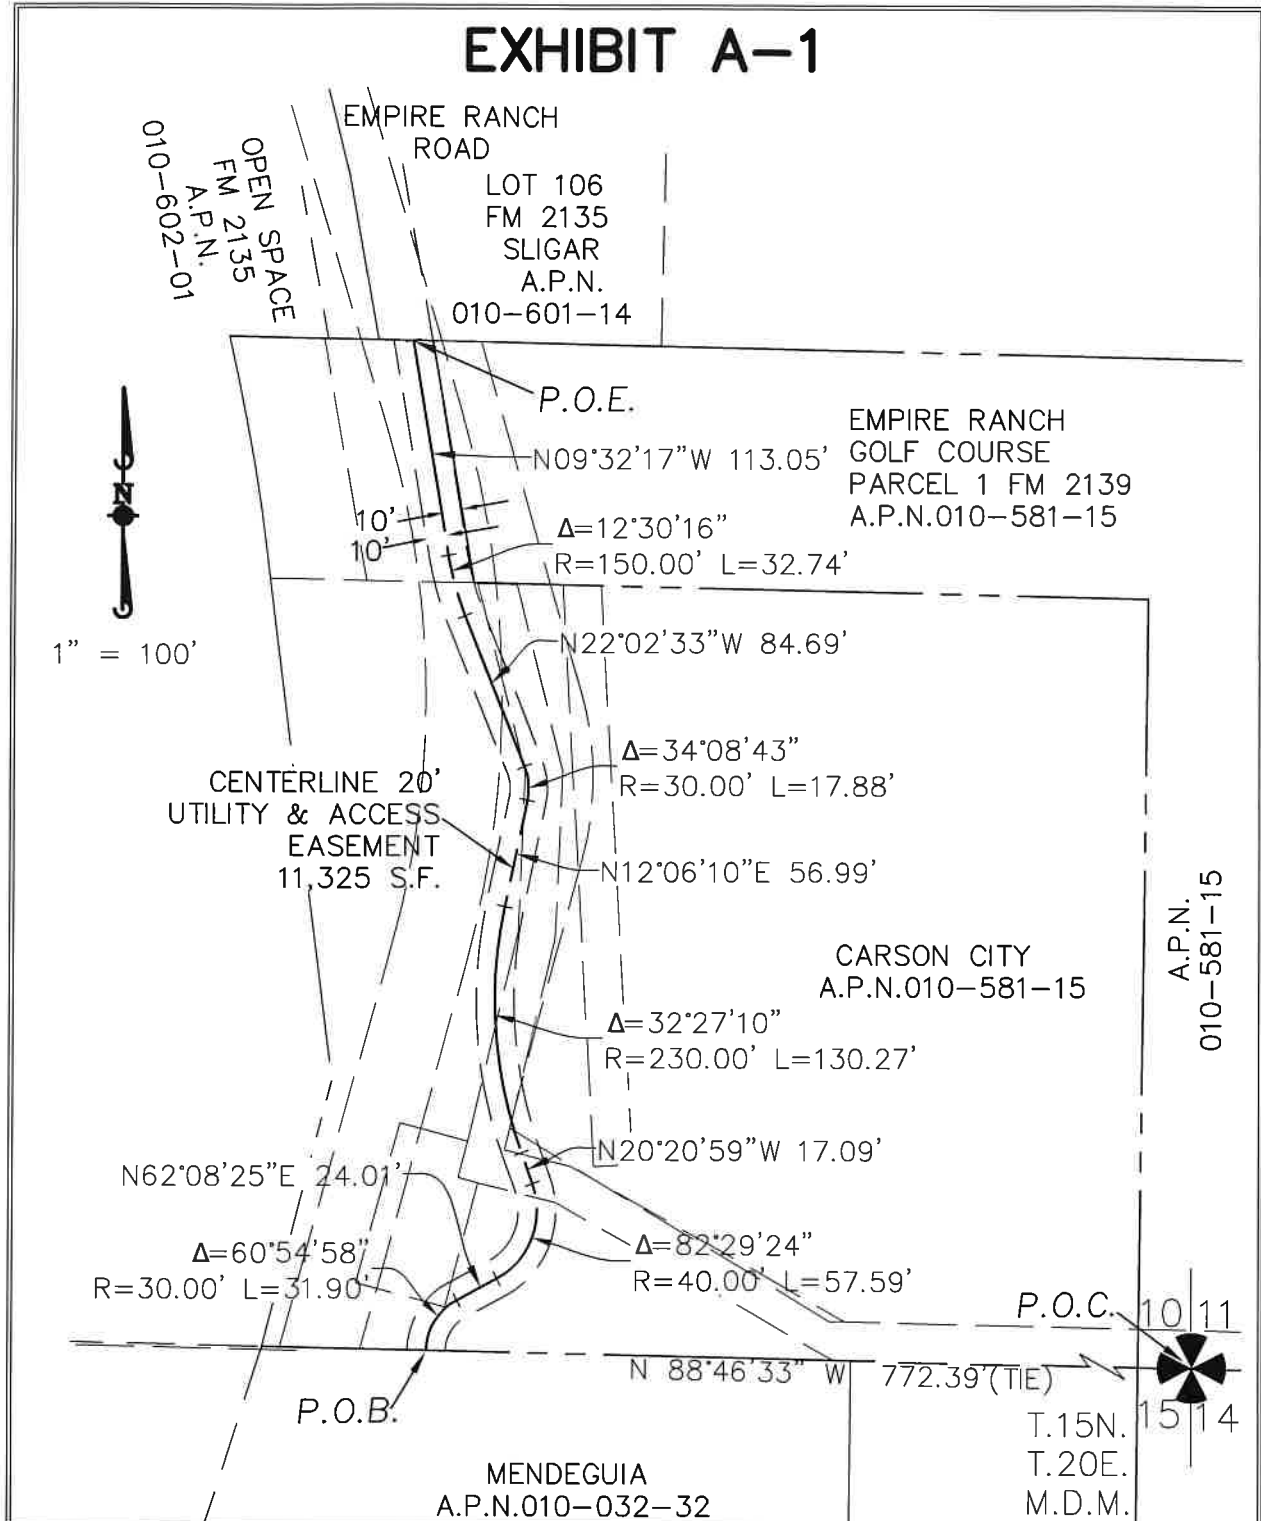 EXHIBIT A-1
EMPIRE RANCH
ROAD
OPEN SPACE
FM 2135
A.P.N.
010-602-01
LOT 106
FM 2135
SLIGAR
A.P.N.
010-601-14
P.O.E.
EMPIRE RANCH
GOLF COURSE
PARCEL 1 FM 2139
A.P.N.010-581-15
N09°32'17"W 113.05'
N
10'
10'
Δ=12°30'16"
R=150.00' L=32.74'
1" = 100'
N22°02'33"W 84.69'
Δ=34°08'43"
R=30.00' L=17.88'
CENTERLINE 20'
UTILITY & ACCESS
EASEMENT
11,325 S.F.
N12°06'10"E 56.99'
A.P.N.
010-581-15
CARSON CITY
A.P.N.010-581-15
Δ=32°27'10"
R=230.00' L=130.27'
N20°20'59"W 17.09'
N62°08'25"E 24.01'
Δ=60°54'58"
R=30.00' L=31.90'
Δ=82°29'24"
R=40.00' L=57.59'
P.O.C.
10 11
N 88°46'33" W 772.39'(TIE)
15 14
P.O.B.
T.15N.
T.20E.
M.D.M.
MENDEGUIA
A.P.N.010-032-32